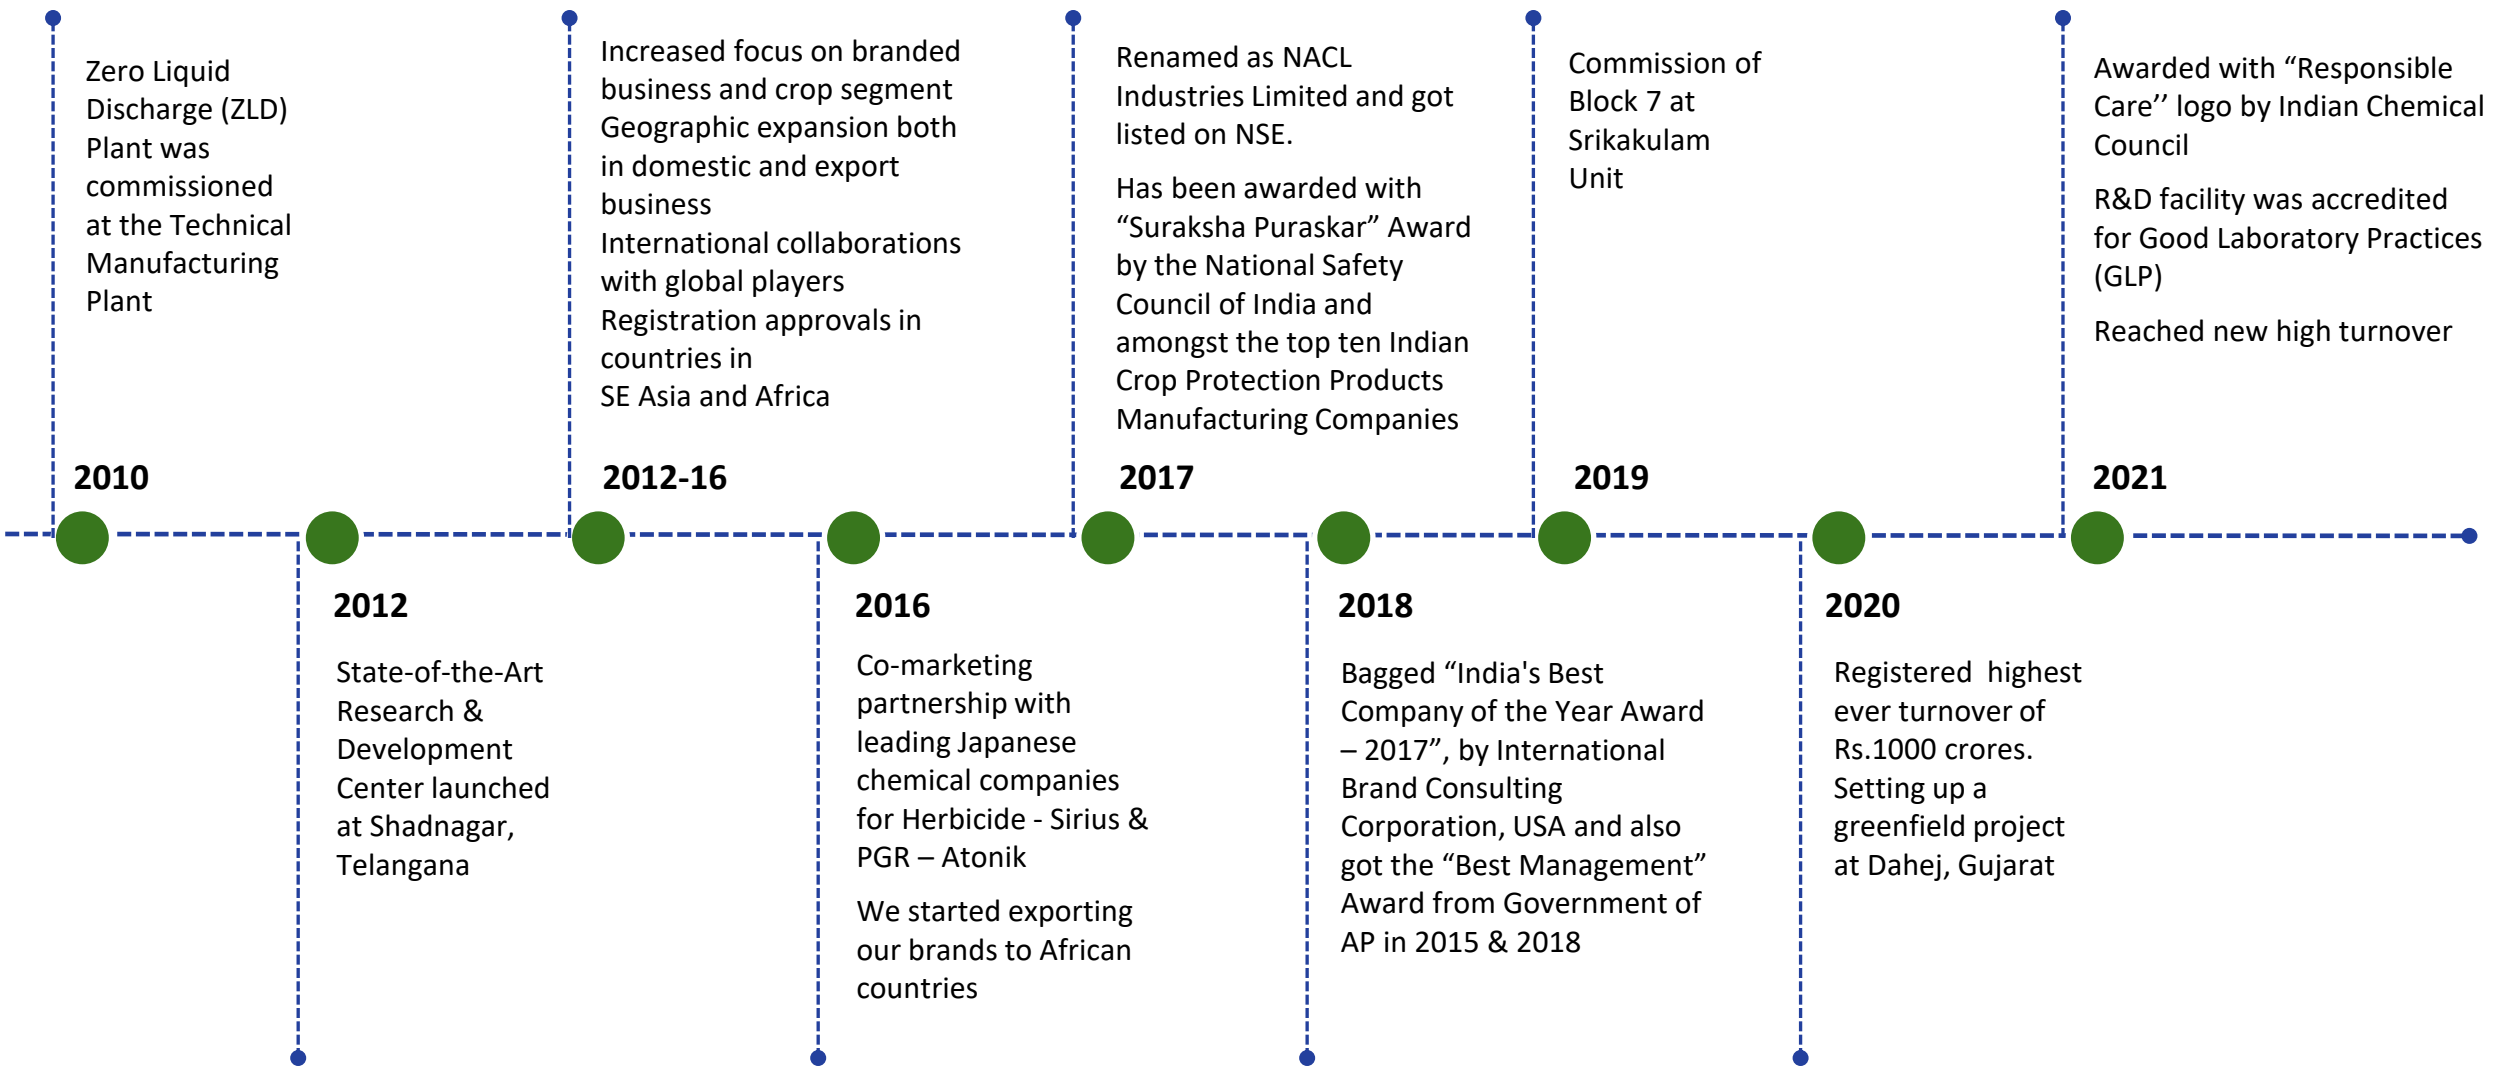 Zero Liquid
Discharge (ZLD)
Plant was
commissioned
at the Technical
Manufacturing
Plant
2010
State-of-the-Art
Research &
Development
Center launched
at Shadnagar,
Telangana
2012
Increased focus on branded
business and crop segment
Geographic expansion both
in domestic and export
business
International collaborations
with global players
Registration approvals in
countries in
SE Asia and Africa
2012-16
2016
Co-marketing
partnership with
leading Japanese
chemical companies
for Herbicide - Sirius &
PGR – Atonik
We started exporting
our brands to African
countries
Renamed as NACL
Industries Limited and got
listed on NSE.
Has been awarded with
“Suraksha Puraskar” Award
by the National Safety
Council of India and
amongst the top ten Indian
Crop Protection Products
Manufacturing Companies
2017
2018
Bagged “India's Best
Company of the Year Award
– 2017”, by International
Brand Consulting
Corporation, USA and also
got the “Best Management”
Award from Government of
AP in 2015 & 2018
Commission of
Block 7 at
Srikakulam
Unit
2019
2020
Registered  highest
ever turnover of
Rs.1000 crores.
Setting up a
greenfield project
at Dahej, Gujarat
Awarded with “Responsible
Care’’ logo by Indian Chemical
Council
R&D facility was accredited
for Good Laboratory Practices
(GLP)
Reached new high turnover
2021